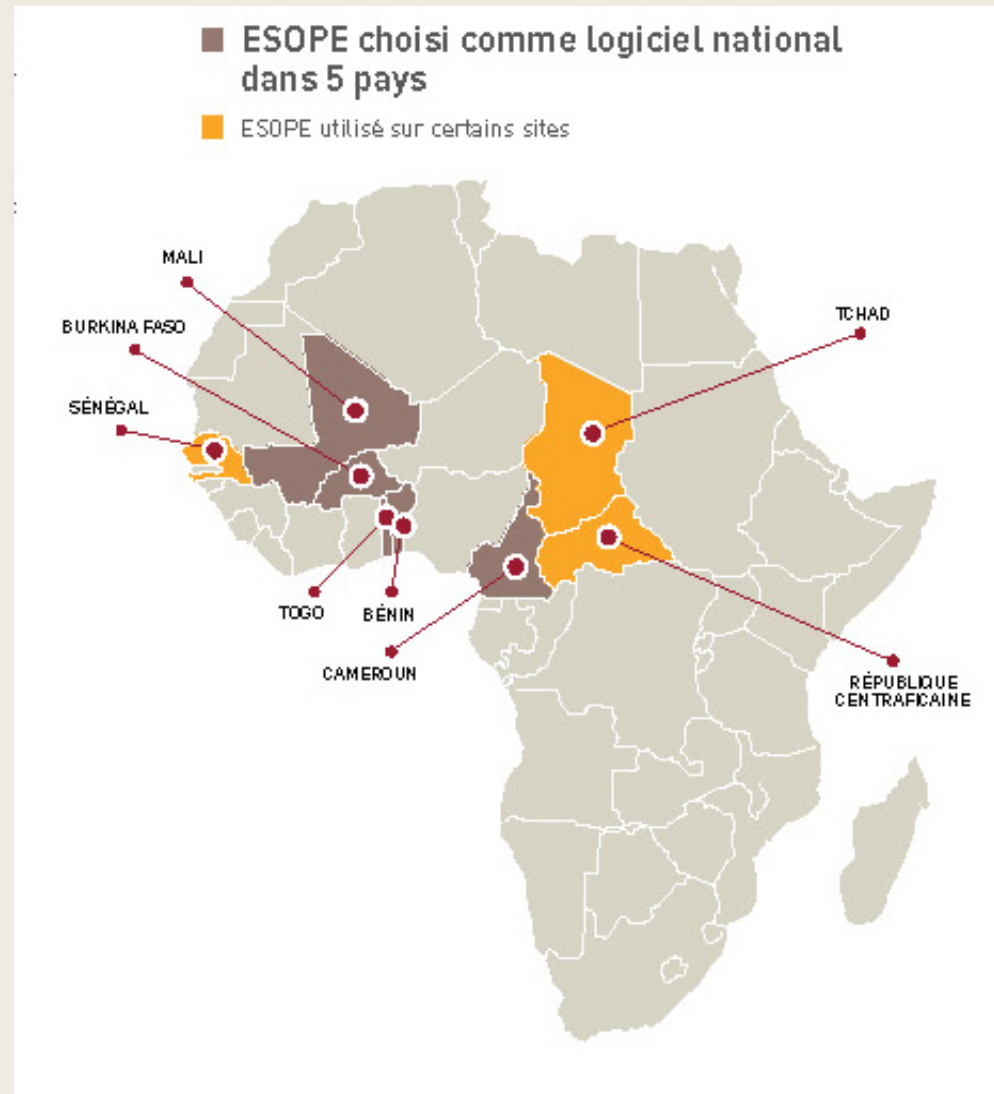 ESOPE choisi comme logiciel national
dans 5 pays
ESOPE utilisé sur certains sites
MALI
BURKINA FASO
SÉNÉGAL
TCHAD
TOGO
BÉNIN
CAMEROUN
RÉPUBLIQUE
CENTRAFICAINE